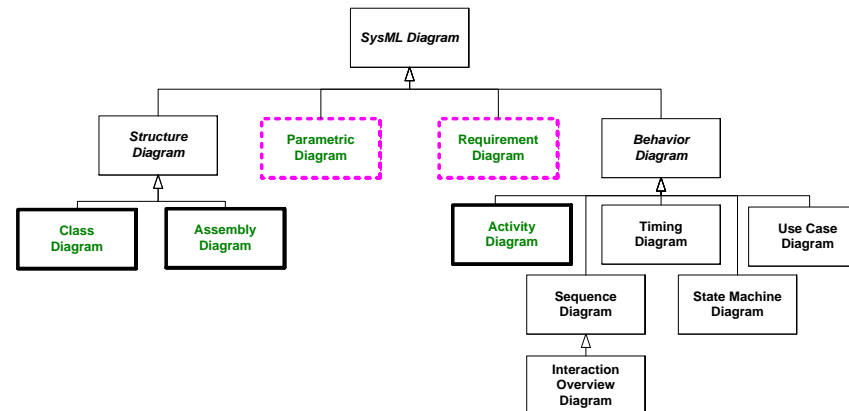 SysML Diagram
Structure
Diagram
Parametric
Diagram
Requirement
Diagram
Behavior
Diagram
Class
Diagram
Assembly
Diagram
Activity
Diagram
Timing
Diagram
Use Case
Diagram
Sequence
Diagram
State Machine
Diagram
Interaction
Overview
Diagram